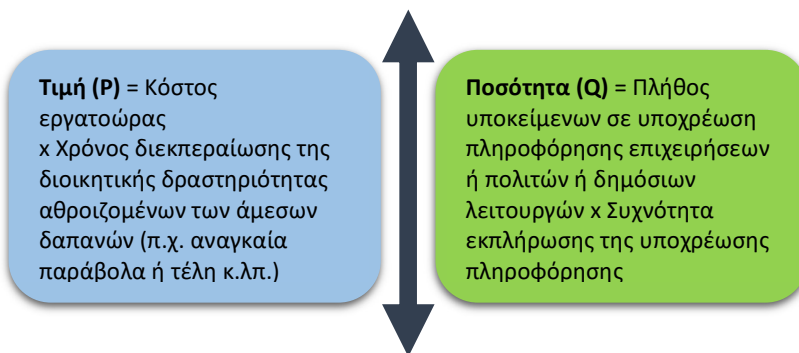 Τιμή (P) = Κόστος
εργατοώρας
x Χρόνος διεκπεραίωσης της
διοικητικής δραστηριότητας
αθροιζομένων των άμεσων
δαπανών (π.χ. αναγκαία
παράβολα ή τέλη κ.λπ.)
Ποσότητα (Q) = Πλήθος
υποκείμενων σε υποχρέωση
πληροφόρησης επιχειρήσεων
ή πολιτών ή δημόσιων
λειτουργών x Συχνότητα
εκπλήρωσης της υποχρέωσης
πληροφόρησης